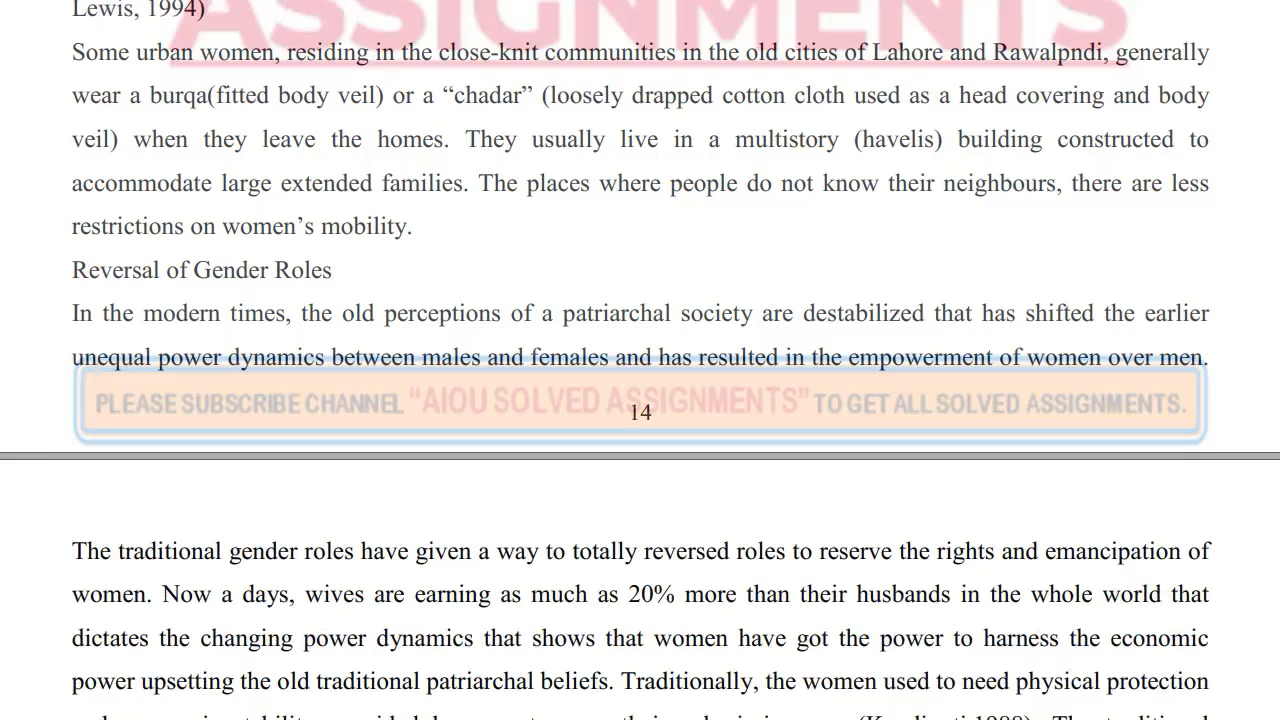 ASSIGNMENTS
Lewis, 1994)
Some urban women, residing in the close-knit communities in the old cities of Lahore and Rawalpndi, generally
wear a burqa(fitted body veil) or a “chadar” (loosely drapped cotton cloth used as a head covering and body
veil) when they leave the homes. They usually live in a multistory (havelis) building constructed to
accommodate large extended families. The places where people do not know their neighbours, there are less
restrictions on women’s mobility.
Reversal of Gender Roles
In the modern times, the old perceptions of a patriarchal society are destabilized that has shifted the earlier
unequal power dynamics between males and females and has resulted in the empowerment of women over men.
PLEASE SUBSCRIBE CHANNEL “AIOU SOLVED ASSIGNMENTS” TO GET ALL SOLVED ASSIGNMENTS.
14
The traditional gender roles have given a way to totally reversed roles to reserve the rights and emancipation of
women. Now a days, wives are earning as much as 20% more than their husbands in the whole world that
dictates the changing power dynamics that shows that women have got the power to harness the economic
power upsetting the old traditional patriarchal beliefs. Traditionally, the women used to need physical protection